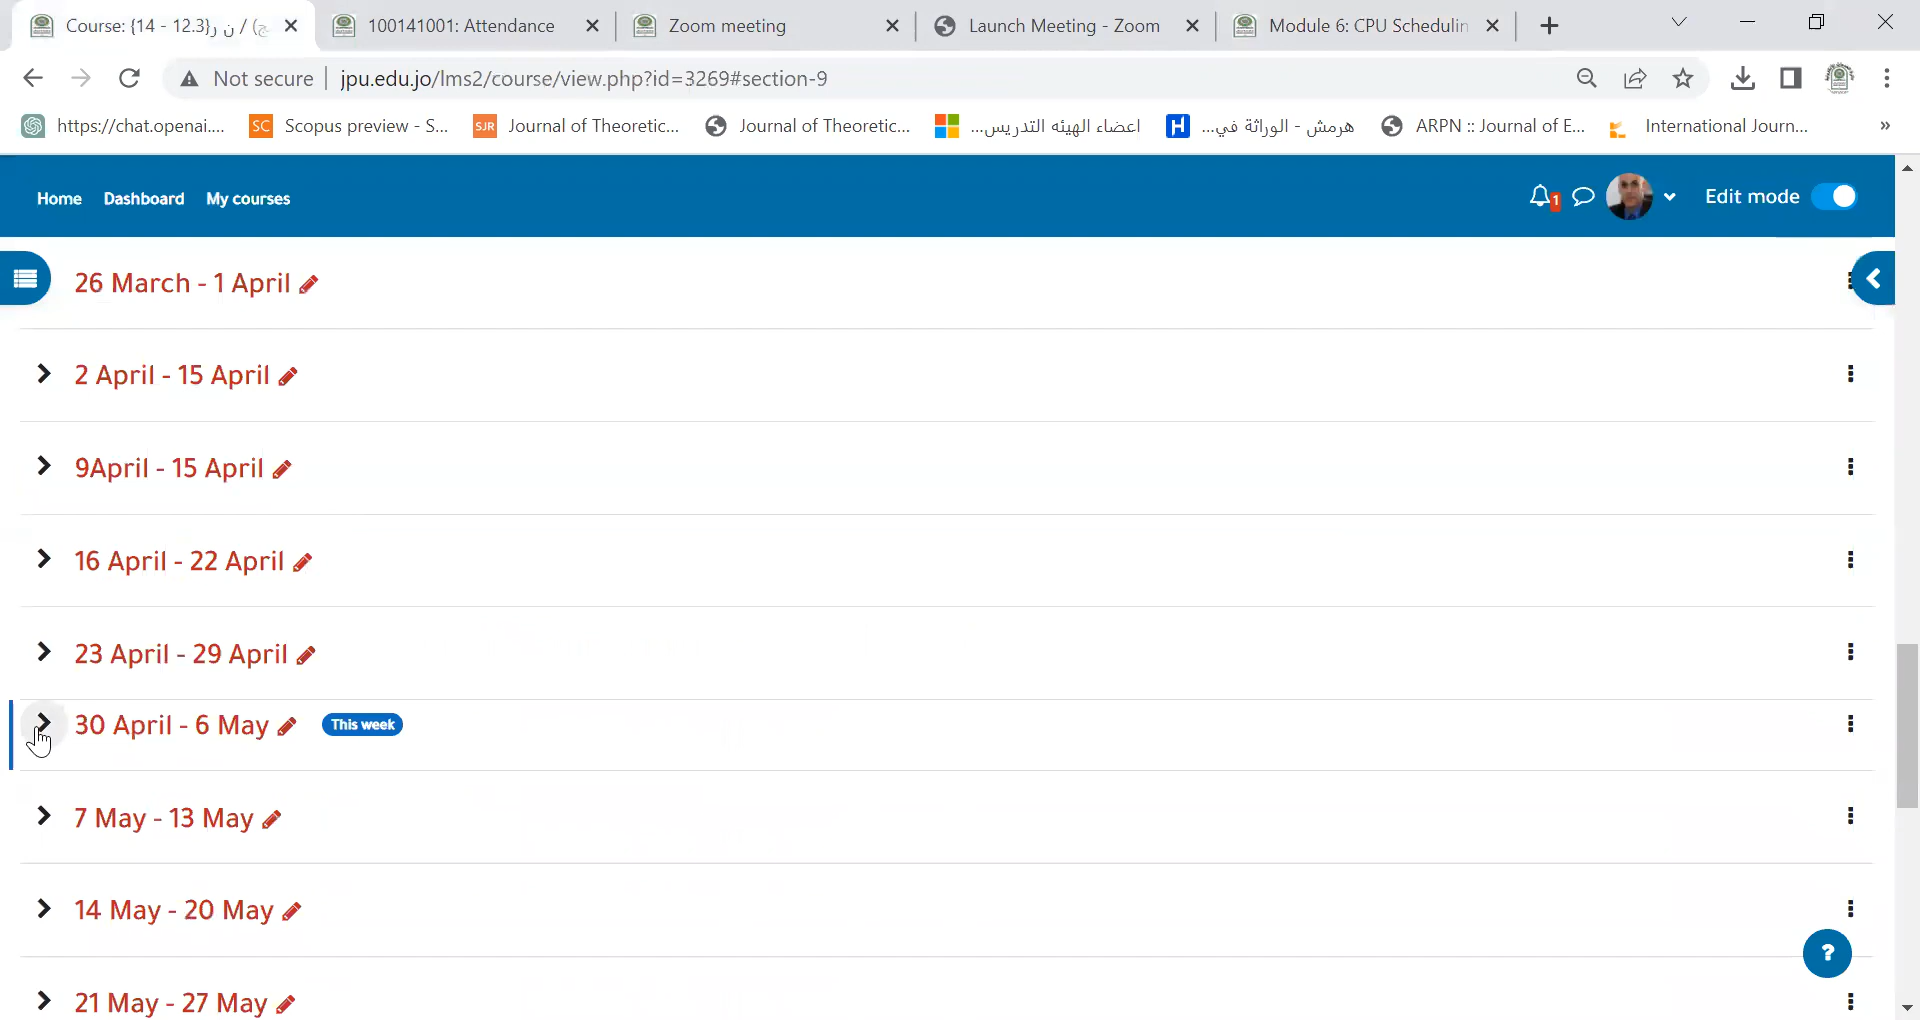 Course: {14 - 12.3}ر ن / (ج
100141001: Attendance
Zoom meeting
Launch Meeting - Zoom
Module 6: CPU Schedulin
Not secure
jpu.edu.jo/lms2/course/view.php?id=3269#section-9
https://chat.openai....
SC Scopus preview - S...
SJR Journal of Theoretic...
Journal of Theoretic...
اعضاء الهيئه التدريس...
H هرمش - الوراثة في...
ARPN :: Journal of E...
International Journ...
»
Home Dashboard My courses
1
Edit mode
26 March - 1 April
2 April - 15 April
9April - 15 April
16 April - 22 April
23 April - 29 April
30 April - 6 May This week
7 May - 13 May
14 May - 20 May
?
21 May - 27 May